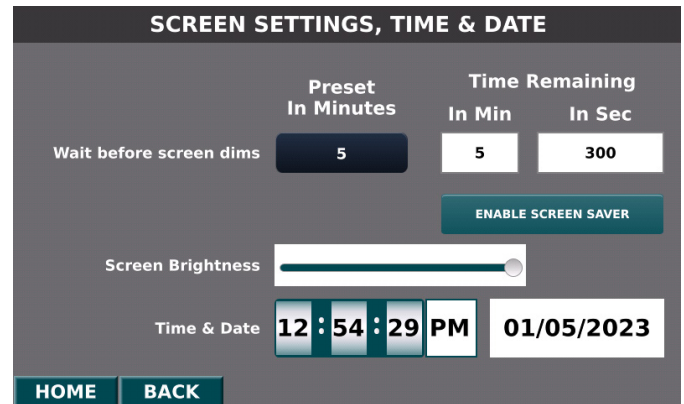 SCREEN SETTINGS, TIME & DATE
Preset
In Minutes
Time Remaining
In Min In Sec
Wait before screen dims 5 5 300
ENABLE SCREEN SAVER
Screen Brightness
Time & Date 12 : 54 : 29 PM 01/05/2023
HOME BACK